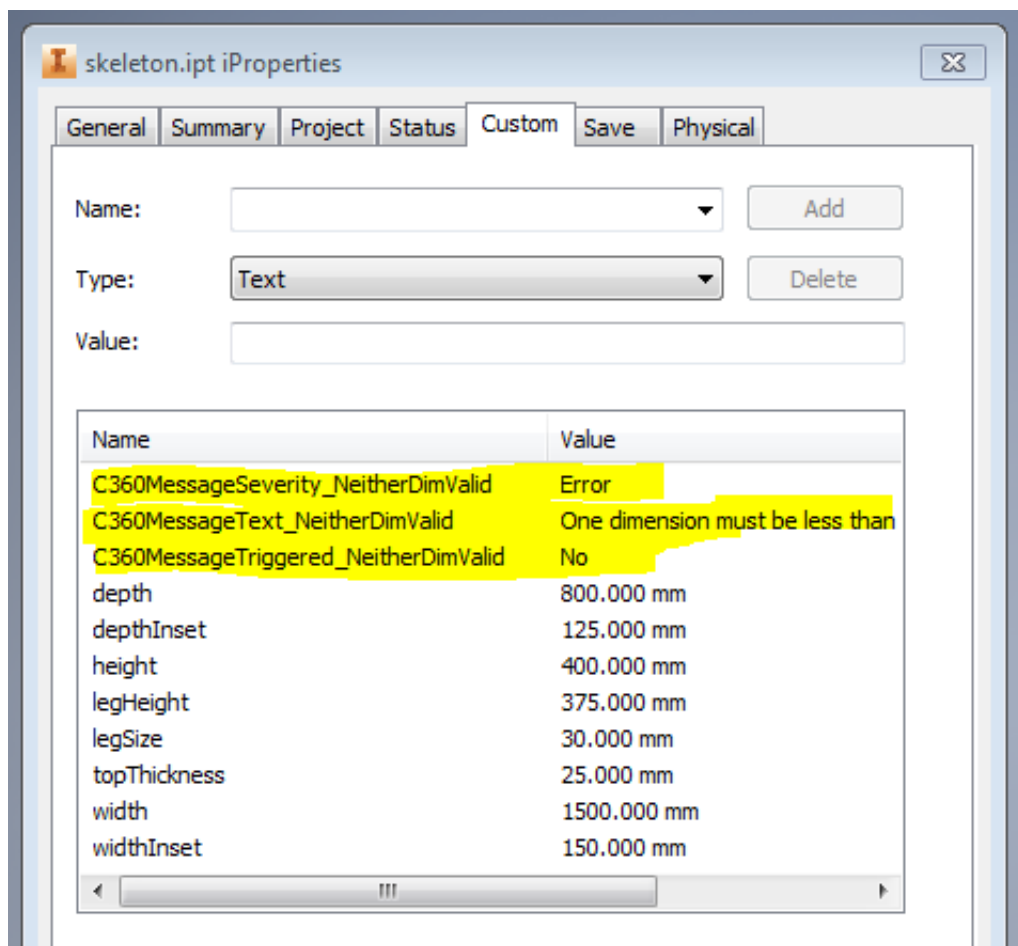 skeleton.ipt iProperties
General Summary Project Status Custom Save Physical
Name: Add
Type: Text Delete
Value:
Name Value
C360MessageSeverity_NeitherDimValid Error
C360MessageText_NeitherDimValid One dimension must be less than
C360MessageTriggered_NeitherDimValid No
depth 800.000 mm
depthInset 125.000 mm
height 400.000 mm
legHeight 375.000 mm
legSize 30.000 mm
topThickness 25.000 mm
width 1500.000 mm
widthInset 150.000 mm